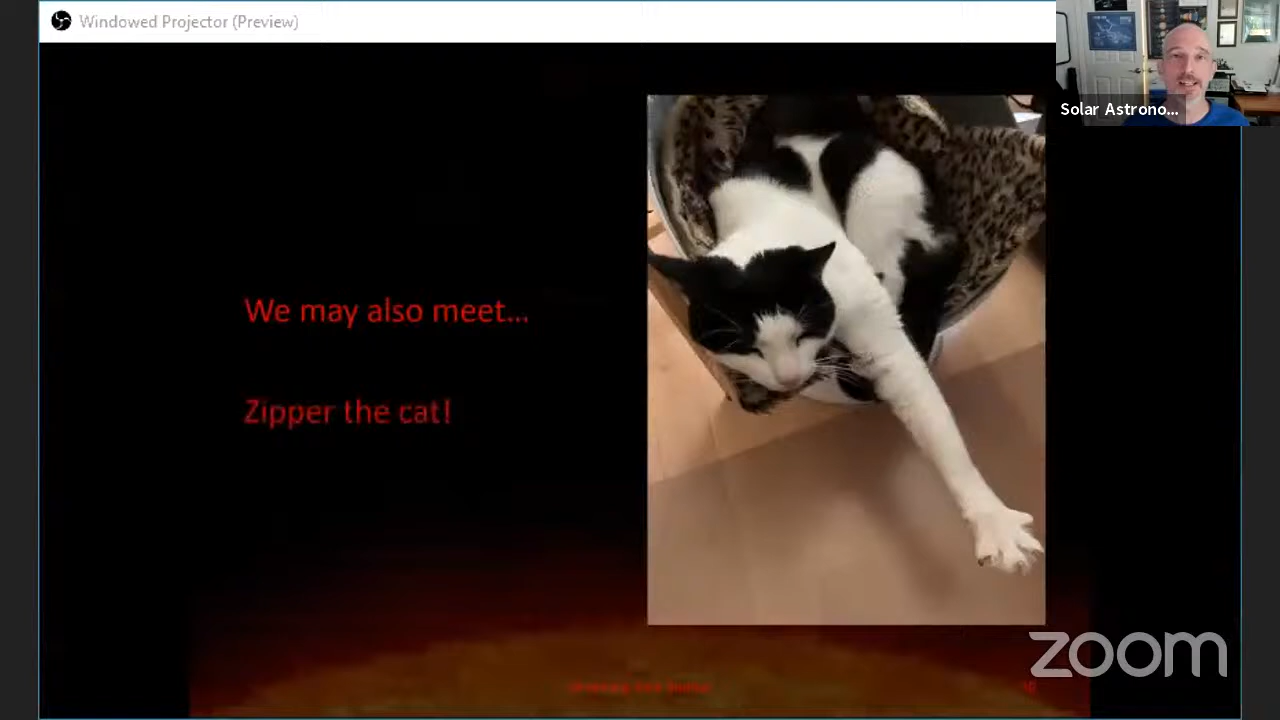 Windowed Projector (Preview)
Solar Astrono...
We may also meet...
Zipper the cat!
zoom